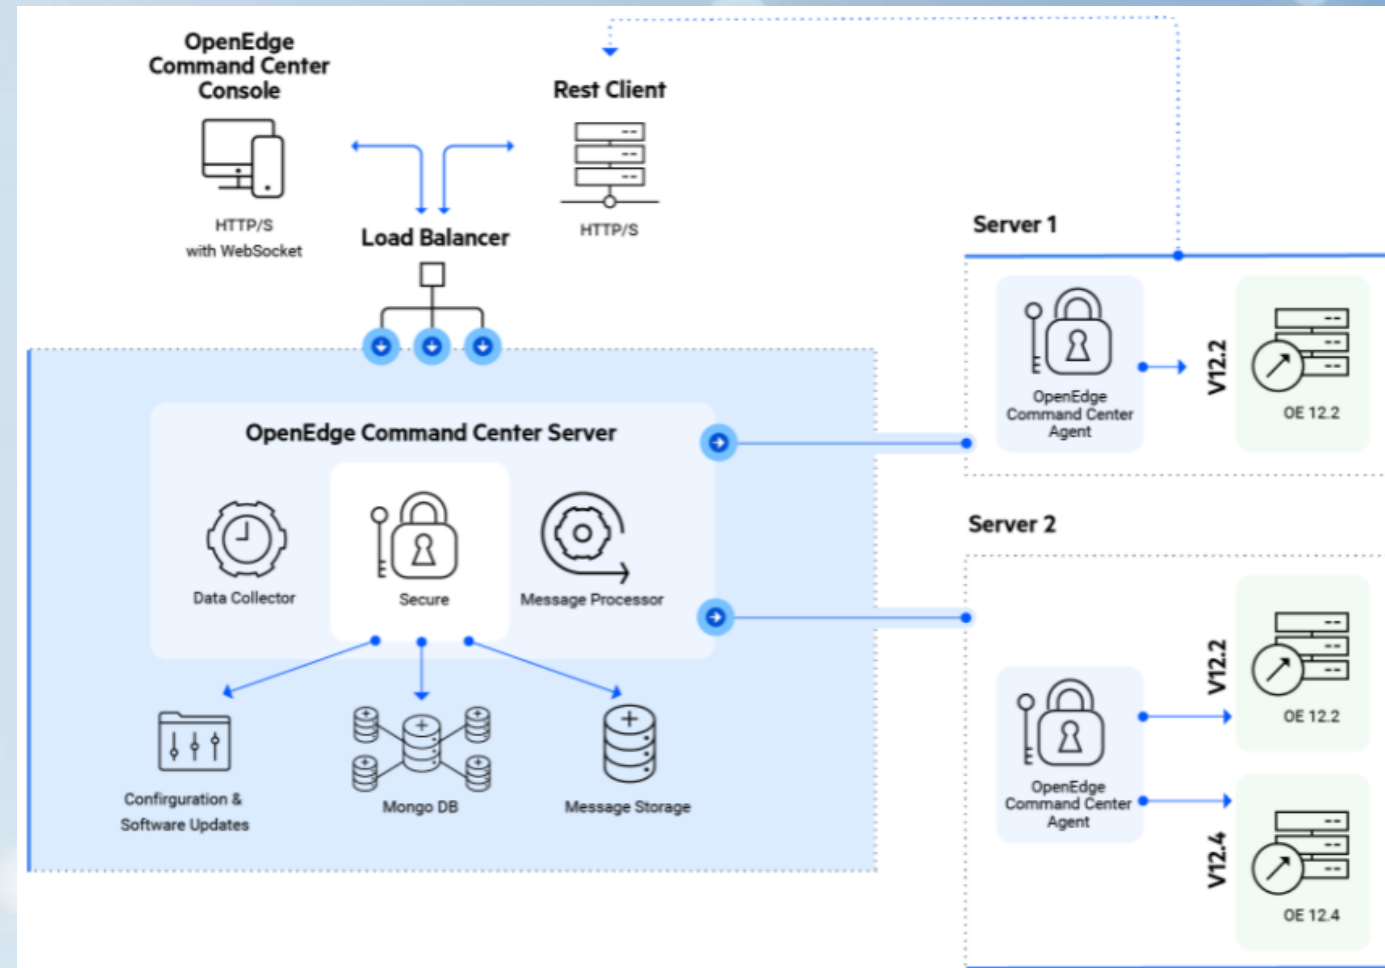 OpenEdge
Command Center
Console
HTTP/S
with WebSocket
Rest Client
HTTP/S
Load Balancer
OpenEdge Command Center Server
Data Collector
Secure
Message Processor
Confirguration &
Software Updates
Mongo DB
Message Storage
Server 1
OpenEdge
Command Center
Agent
V12.2
OE 12.2
Server 2
OpenEdge
Command Center
Agent
V12.2
OE 12.2
V12.4
OE 12.4